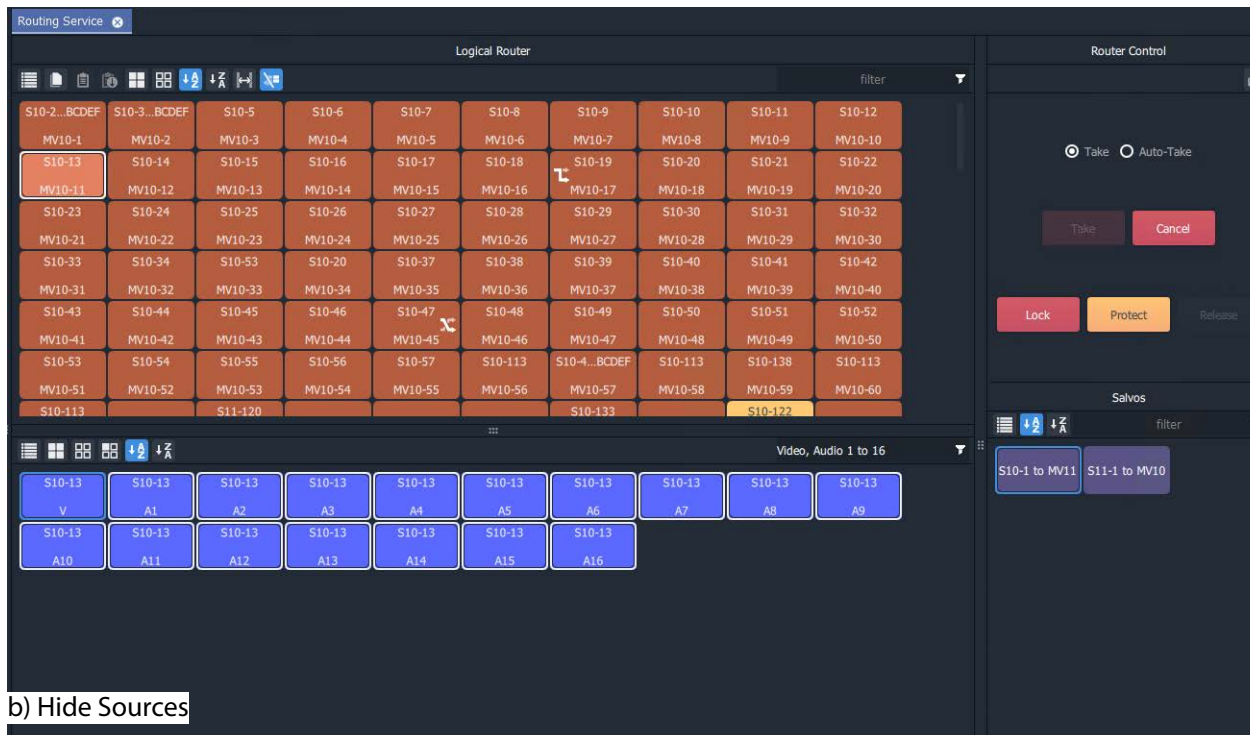 Routing Service
Logical Router
Router Control
filter
S10-2...BCDEF S10-3...BCDEF S10-5 S10-6 S10-7 S10-8 S10-9 S10-10 S10-11 S10-12
MV10-1 MV10-2 MV10-3 MV10-4 MV10-5 MV10-6 MV10-7 MV10-8 MV10-9 MV10-10
S10-13 S10-14 S10-15 S10-16 S10-17 S10-18 S10-19 S10-20 S10-21 S10-22
MV10-11 MV10-12 MV10-13 MV10-14 MV10-15 MV10-16 MV10-17 MV10-18 MV10-19 MV10-20
S10-23 S10-24 S10-25 S10-26 S10-27 S10-28 S10-29 S10-30 S10-31 S10-32
MV10-21 MV10-22 MV10-23 MV10-24 MV10-25 MV10-26 MV10-27 MV10-28 MV10-29 MV10-30
S10-33 S10-34 S10-53 S10-20 S10-37 S10-38 S10-39 S10-40 S10-41 S10-42
MV10-31 MV10-32 MV10-33 MV10-34 MV10-35 MV10-36 MV10-37 MV10-38 MV10-39 MV10-40
S10-43 S10-44 S10-45 S10-46 S10-47 S10-48 S10-49 S10-50 S10-51 S10-52
MV10-41 MV10-42 MV10-43 MV10-44 MV10-45 MV10-46 MV10-47 MV10-48 MV10-49 MV10-50
S10-53 S10-54 S10-55 S10-56 S10-57 S10-113 S10-4...BCDEF S10-113 S10-138 S10-113
MV10-51 MV10-52 MV10-53 MV10-54 MV10-55 MV10-56 MV10-57 MV10-58 MV10-59 MV10-60
S10-113 S11-120 S10-133 S10-122
Take Auto-Take
Take Cancel
Lock Protect Release
Salvos
filter
S10-1 to MV11 S11-1 to MV10
Video, Audio 1 to 16
S10-13 S10-13 S10-13 S10-13 S10-13 S10-13 S10-13 S10-13 S10-13 S10-13
V A1 A2 A3 A4 A5 A6 A7 A8 A9
S10-13 S10-13 S10-13 S10-13 S10-13 S10-13 S10-13
A10 A11 A12 A13 A14 A15 A16
b) Hide Sources